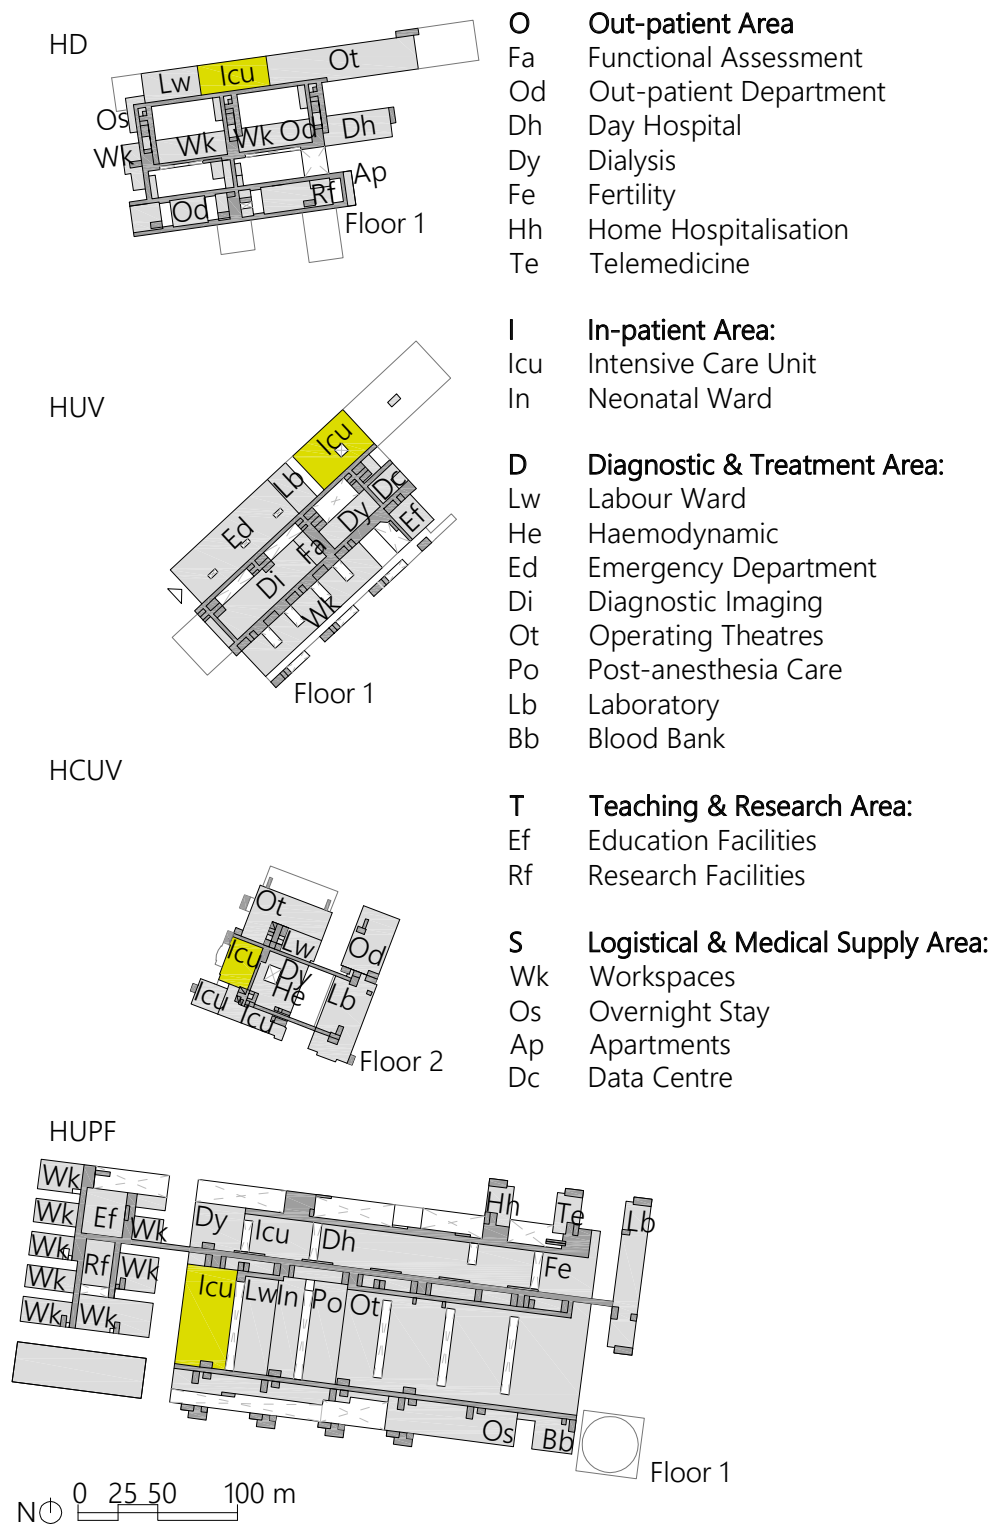 HD
Lw Icu Ot
Os
Wk Wk Wk Od Dh
Ap
Od Rf
Floor 1
HUV
Icu
Lb Dc
Ed Dy Ef
Fa
Di Wk
Floor 1
HCUV
Ot
Lw Od
Icu Dy
He Lb
Icu Icu
Floor 2
HUPF
Wk Hh
Wk Ef Wk Dy Icu Dh Te Lb
Wk Rf Wk Fe
Wk Icu Lw In Po Ot
Wk Wk
Os Bb
Floor 1
N 0 25 50 100 m
O Out-patient Area
Fa Functional Assessment
Od Out-patient Department
Dh Day Hospital
Dy Dialysis
Fe Fertility
Hh Home Hospitalisation
Te Telemedicine
I In-patient Area:
Icu Intensive Care Unit
In Neonatal Ward
D Diagnostic & Treatment Area:
Lw Labour Ward
He Haemodynamic
Ed Emergency Department
Di Diagnostic Imaging
Ot Operating Theatres
Po Post-anesthesia Care
Lb Laboratory
Bb Blood Bank
T Teaching & Research Area:
Ef Education Facilities
Rf Research Facilities
S Logistical & Medical Supply Area:
Wk Workspaces
Os Overnight Stay
Ap Apartments
Dc Data Centre